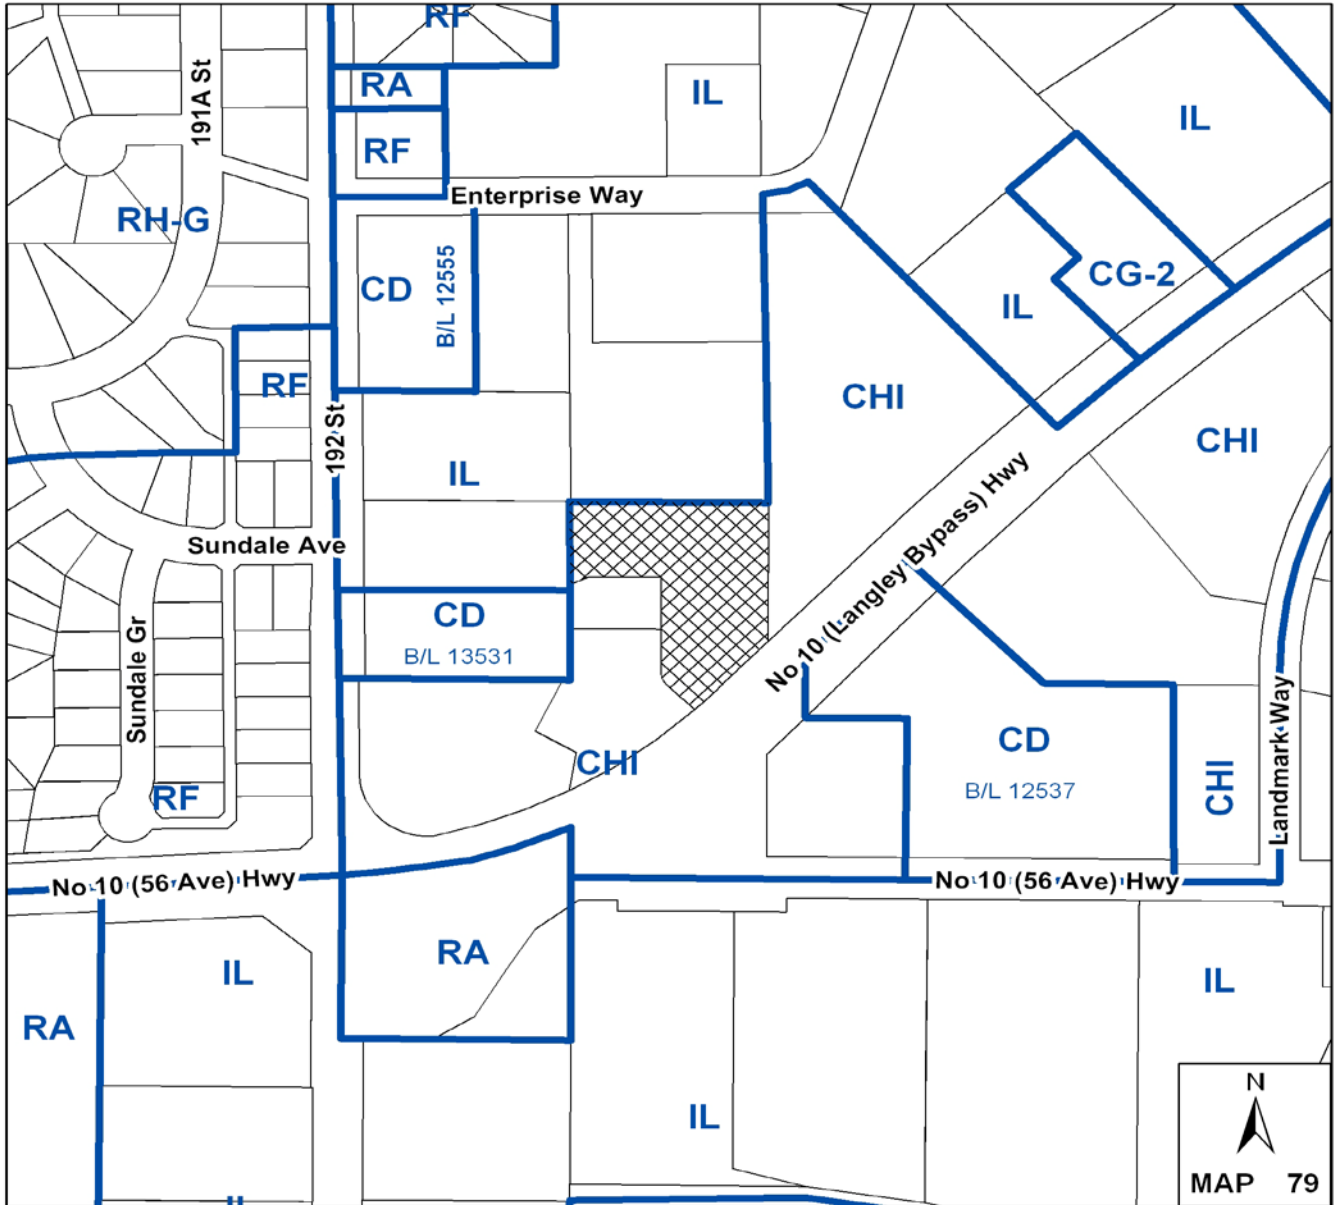 RF
191A St
RA
IL
IL
RF
Enterprise Way
RH-G
CD
B/L 12555
CG-2
IL
RF
CHI
192 St
CHI
IL
No 10 (Langley Bypass) Hwy
Sundale Ave
CD
B/L 13531
Sundale Gr
CHI
CD
B/L 12537
CHI
Landmark Way
RF
No 10 (56 Ave) Hwy
No 10 (56 Ave) Hwy
RA
IL
IL
RA
IL
N
MAP 79
IL